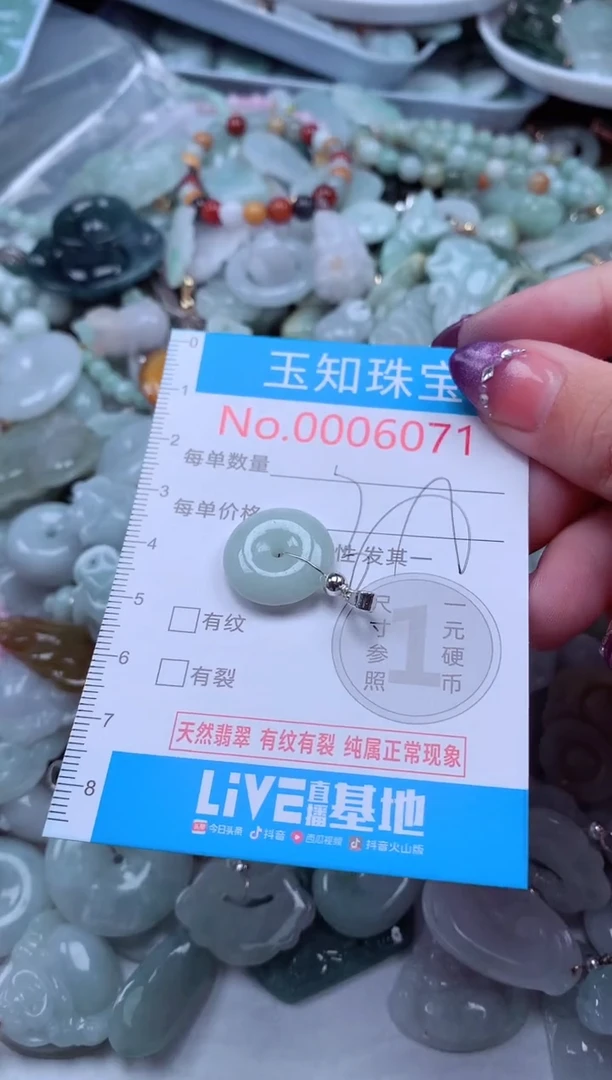 0
1
2
3
4
5
6
7
8
玉知珠宝
No.0006071
每单数量
每单价格
性发其一
有纹
有裂
尺寸参照
1
一元硬币
天然翡翠 有纹有裂 纯属正常现象
LiVE直播基地
头条 今日头条 抖音 西瓜视频 抖音火山版